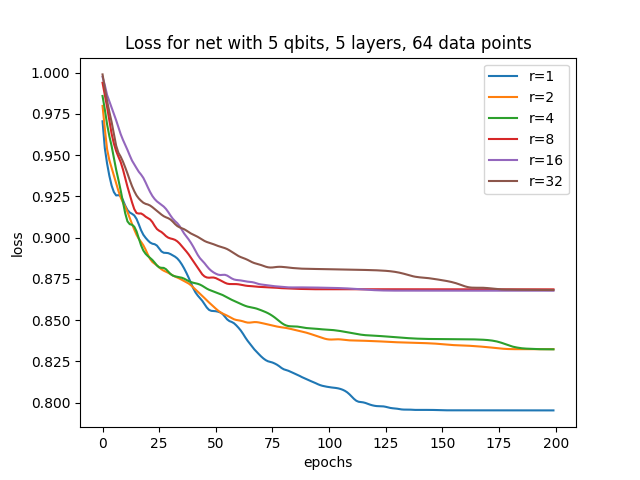 Loss for net with 5 qbits, 5 layers, 64 data points
1.000
0.975
0.950
0.925
0.900
0.875
0.850
0.825
0.800
loss
r=1
r=2
r=4
r=8
r=16
r=32
0 25 50 75 100 125 150 175 200
epochs